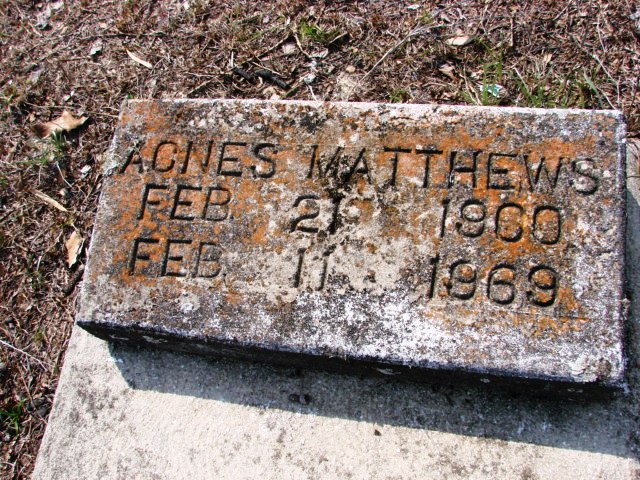 AGNES MATTHEWS
FEB. 21 1900
FEB. 11 1969